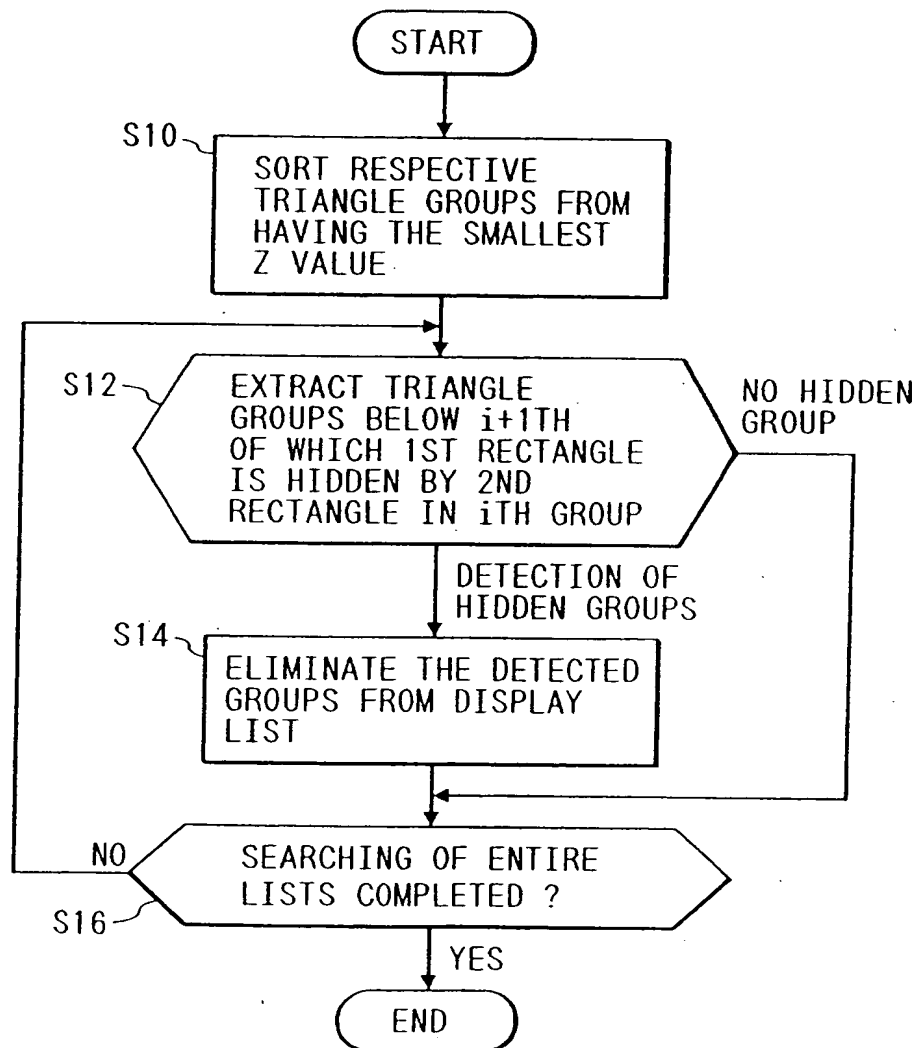 START
S10
SORT RESPECTIVE
TRIANGLE GROUPS FROM
HAVING THE SMALLEST
Z VALUE
S12
EXTRACT TRIANGLE
GROUPS BELOW i+1TH
OF WHICH 1ST RECTANGLE
IS HIDDEN BY 2ND
RECTANGLE IN iTH GROUP
NO HIDDEN
GROUP
DETECTION OF
HIDDEN GROUPS
S14
ELIMINATE THE DETECTED
GROUPS FROM DISPLAY
LIST
NO
SEARCHING OF ENTIRE
LISTS COMPLETED ?
S16
YES
END